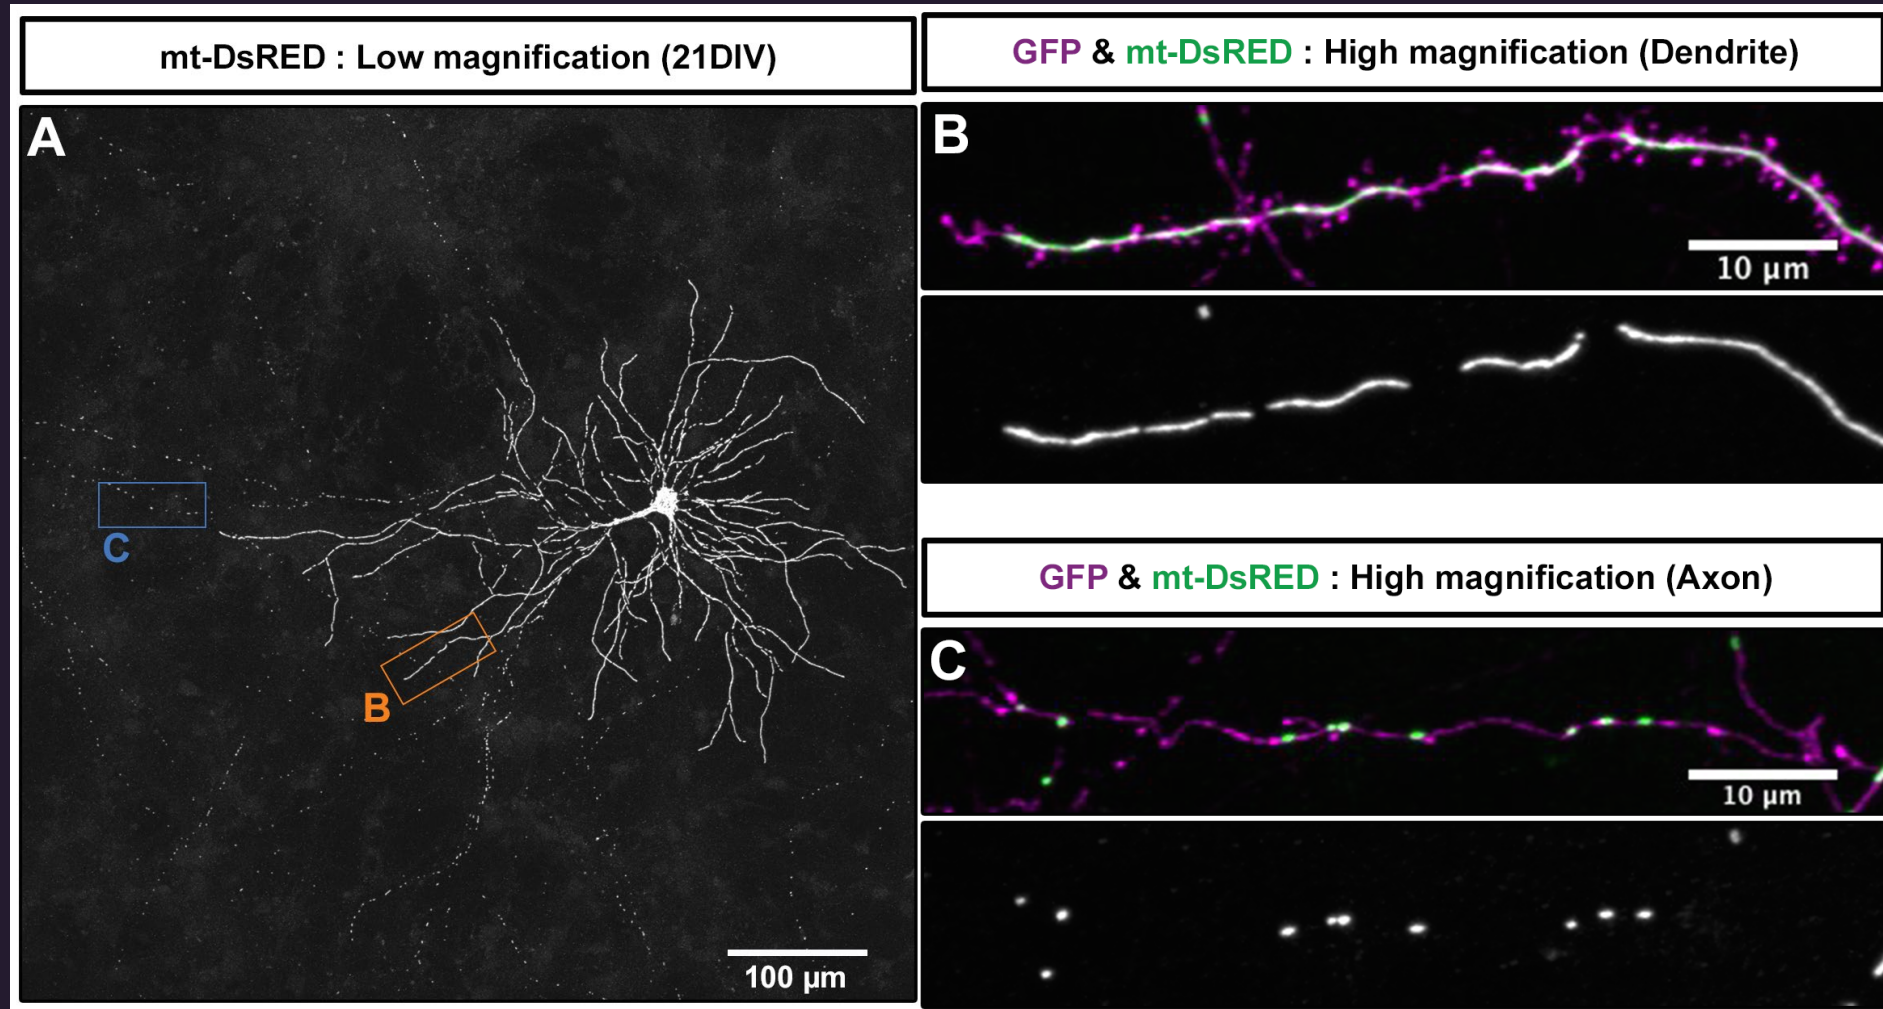 mt-DsRED : Low magnification (21DIV)
A
C
B
100 µm
GFP & mt-DsRED : High magnification (Dendrite)
B
10 µm
GFP & mt-DsRED : High magnification (Axon)
C
10 µm